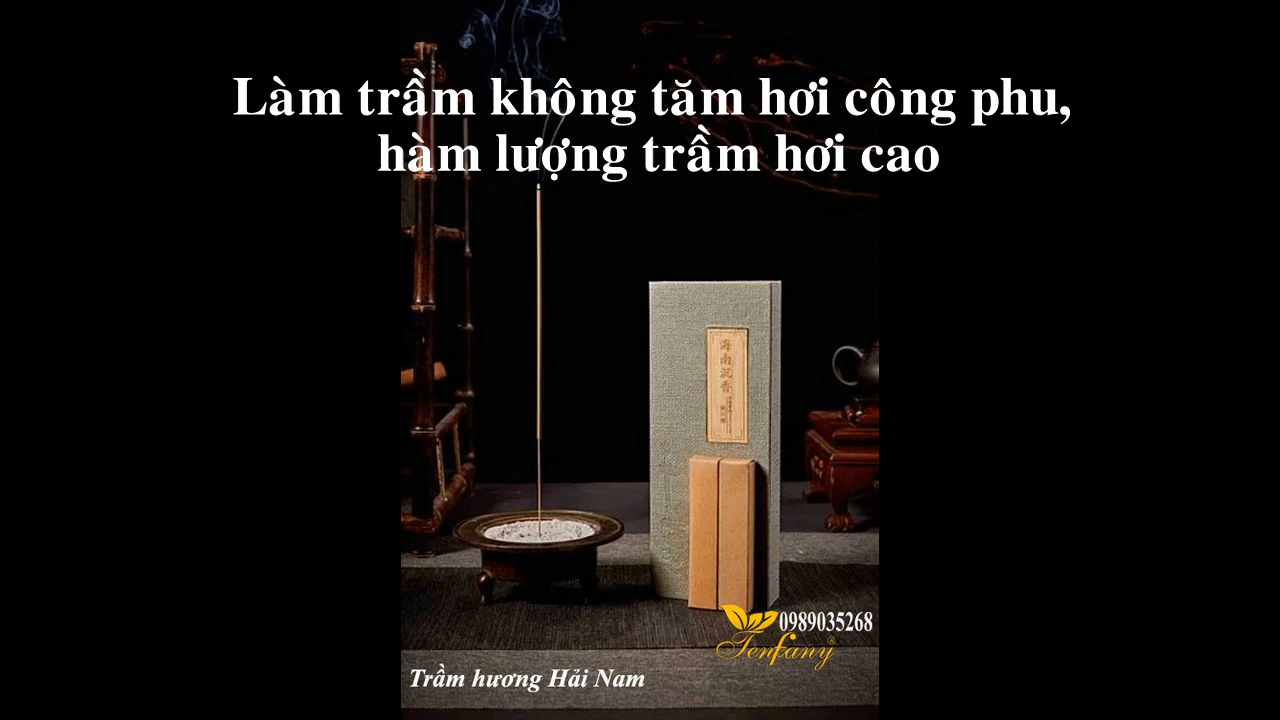 Làm trầm không tăm hơi công phu,
hàm lượng trầm hơi cao
海南沉香
0989035268
Tenfany
Trầm hương Hải Nam